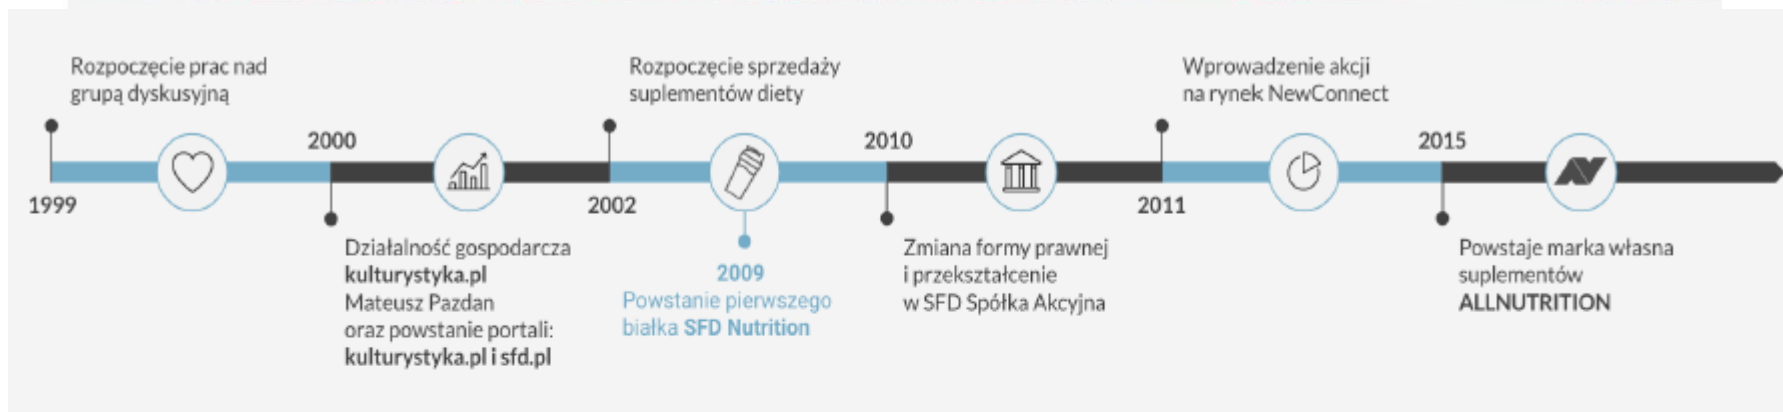 Rozpoczęcie prac nad
grupą dyskusyjną
1999
2000
Działalność gospodarcza
kulturystyka.pl
Mateusz Pazdan
oraz powstanie portali:
kulturystyka.pl i sfd.pl
Rozpoczęcie sprzedaży
suplementów diety
2002
2009
Powstanie pierwszego
białka SFD Nutrition
2010
Zmiana formy prawnej
i przekształcenie
w SFD Spółka Akcyjna
Wprowadzenie akcji
na rynek NewConnect
2011
2015
Powstaje marka własna
suplementów
ALLNUTRITION